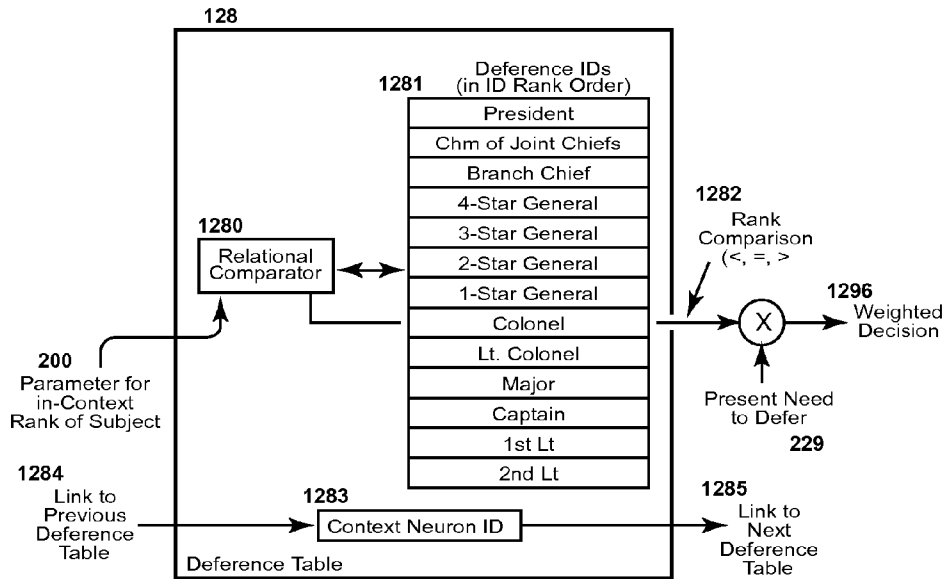 128
Deference IDs
1281
(in ID Rank Order)
President
Chm of Joint Chiefs
Branch Chief
4-Star General
3-Star General
2-Star General
1-Star General
Colonel
Lt. Colonel
Major
Captain
1st Lt
2nd Lt
1280
Relational
Comparator
200
Parameter for
in-Context
Rank of Subject
1282
Rank
Comparison
(<, =, >
X
1296
Weighted
Decision
Present Need
to Defer
229
1284
Link to
Previous
Deference
Table
1283
Context Neuron ID
1285
Link to
Next
Deference
Table
Deference Table